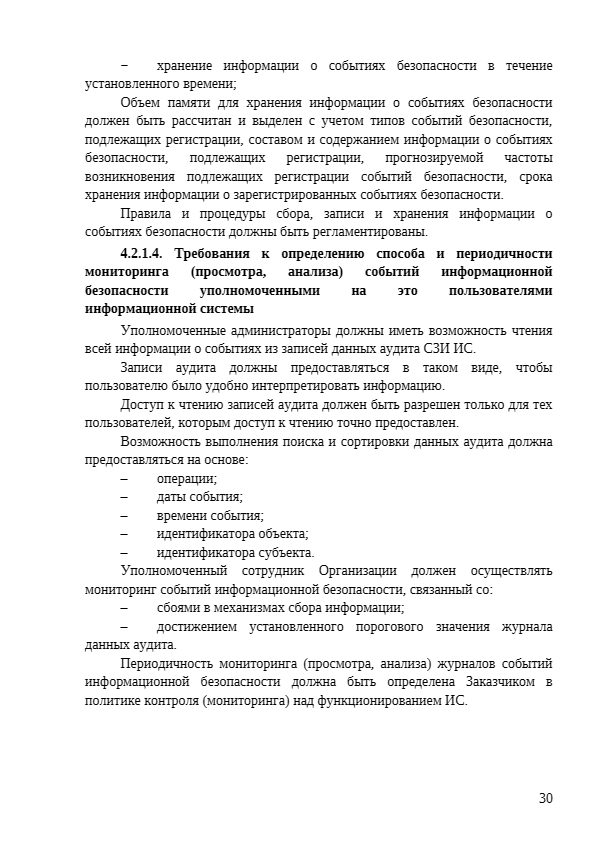 – хранение информации о событиях безопасности в течение
установленного времени;
Объем памяти для хранения информации о событиях безопасности
должен быть рассчитан и выделен с учетом типов событий безопасности,
подлежащих регистрации, составом и содержанием информации о событиях
безопасности, подлежащих регистрации, прогнозируемой частоты
возникновения подлежащих регистрации событий безопасности, срока
хранения информации о зарегистрированных событиях безопасности.
Правила и процедуры сбора, записи и хранения информации о
событиях безопасности должны быть регламентированы.
4.2.1.4. Требования к определению способа и периодичности
мониторинга (просмотра, анализа) событий информационной
безопасности уполномоченными на это пользователями
информационной системы
Уполномоченные администраторы должны иметь возможность чтения
всей информации о событиях из записей данных аудита СЗИ ИС.
Записи аудита должны предоставляться в таком виде, чтобы
пользователю было удобно интерпретировать информацию.
Доступ к чтению записей аудита должен быть разрешен только для тех
пользователей, которым доступ к чтению точно предоставлен.
Возможность выполнения поиска и сортировки данных аудита должна
предоставляться на основе:
– операции;
– даты события;
– времени события;
– идентификатора объекта;
– идентификатора субъекта.
Уполномоченный сотрудник Организации должен осуществлять
мониторинг событий информационной безопасности, связанный со:
– сбоями в механизмах сбора информации;
– достижением установленного порогового значения журнала
данных аудита.
Периодичность мониторинга (просмотра, анализа) журналов событий
информационной безопасности должна быть определена Заказчиком в
политике контроля (мониторинга) над функционированием ИС.
30